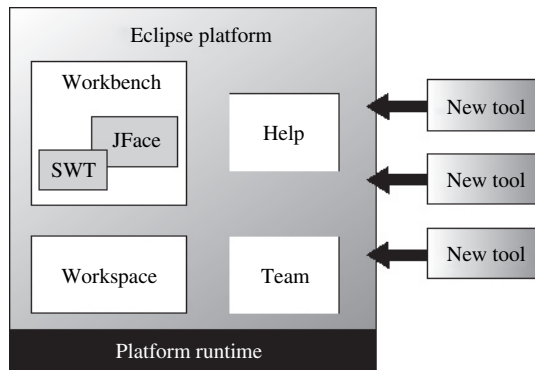 Eclipse platform
Workbench
JFace
SWT
Help
Workspace
Team
Platform runtime
New tool
New tool
New tool